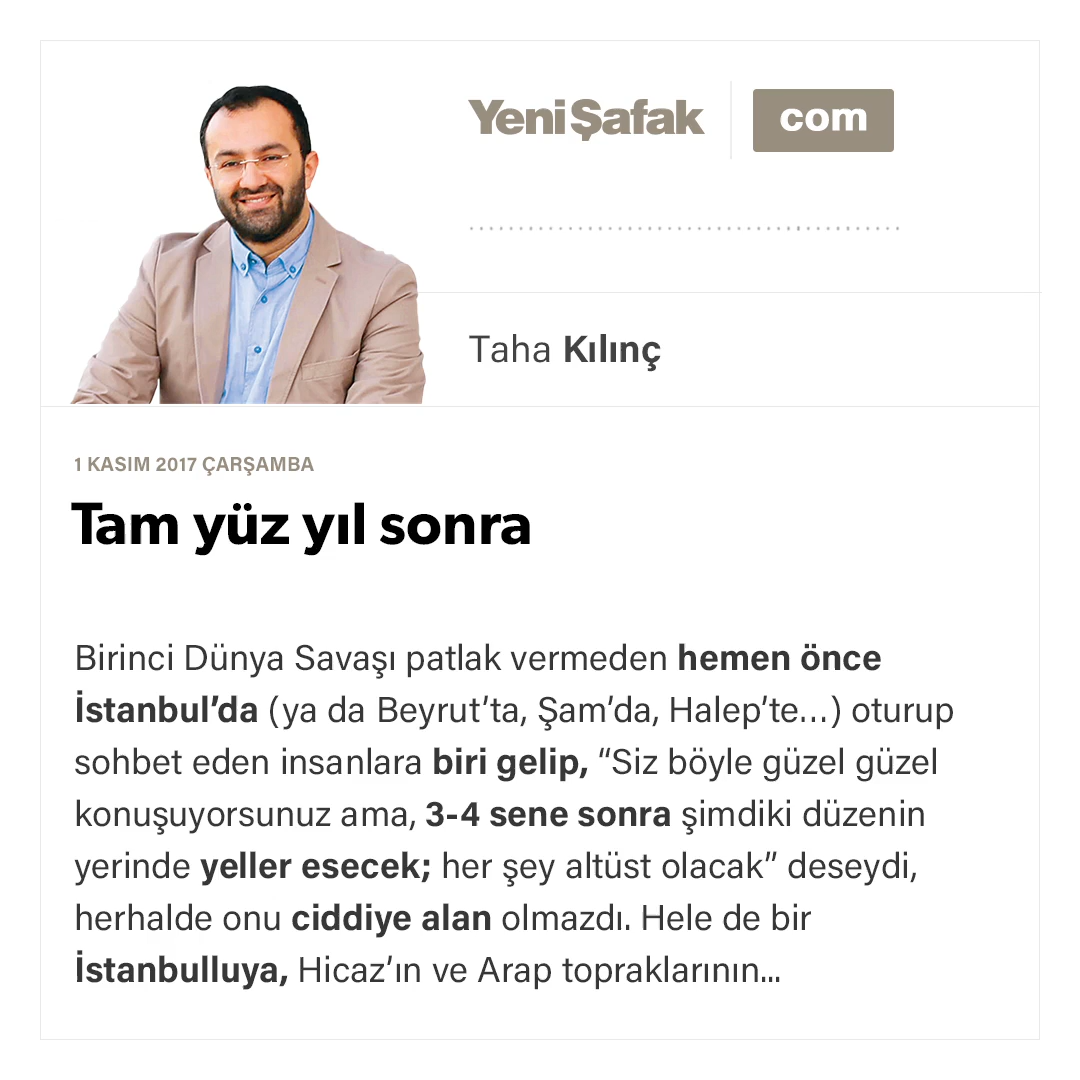 YeniŞafak com
Taha Kılınç
1 KASIM 2017 ÇARŞAMBA
Tam yüz yıl sonra
Birinci Dünya Savaşı patlak vermeden hemen önce
İstanbul’da (ya da Beyrut’ta, Şam’da, Halep’te...) oturup
sohbet eden insanlara biri gelip, “Siz böyle güzel güzel
konuşuyorsunuz ama, 3-4 sene sonra şimdiki düzenin
yerinde yeller esecek; her şey altüst olacak” deseydi,
herhalde onu ciddiye alan olmazdı. Hele de bir
İstanbulluya, Hicaz’ın ve Arap topraklarının...